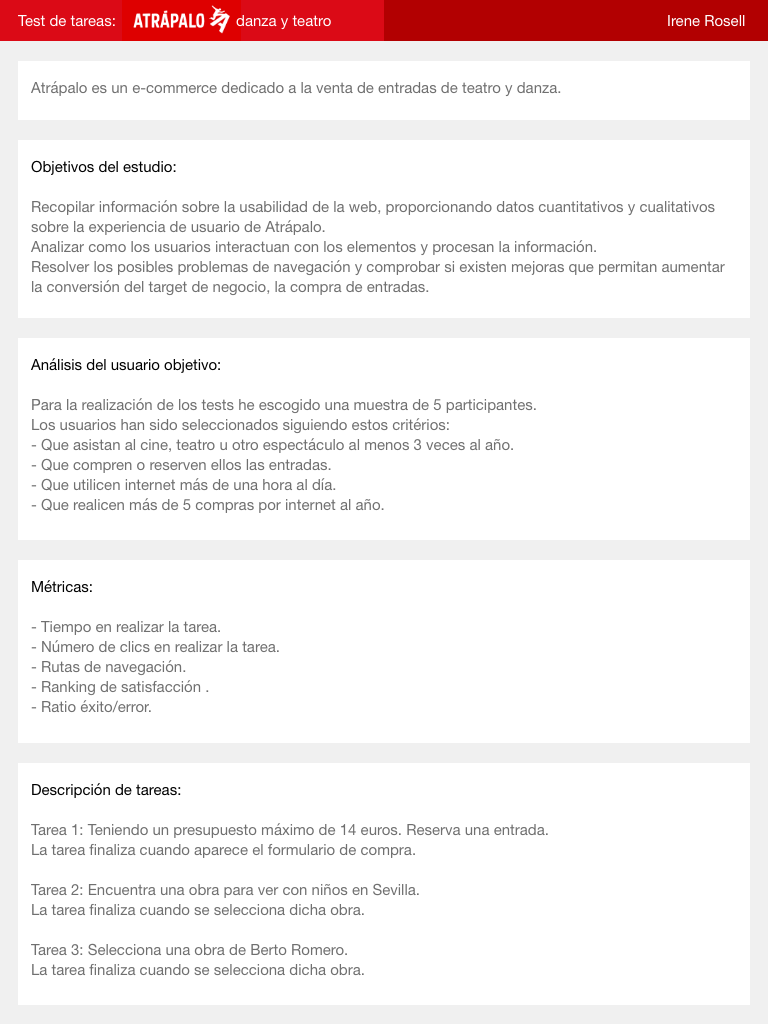 Test de tareas: ATRÁPALO danza y teatro Irene Rosell
Atrápalo es un e-commerce dedicado a la venta de entradas de teatro y danza.
Objetivos del estudio:
Recopilar información sobre la usabilidad de la web, proporcionando datos cuantitativos y cualitativos
sobre la experiencia de usuario de Atrápalo.
Analizar como los usuarios interactuan con los elementos y procesan la información.
Resolver los posibles problemas de navegación y comprobar si existen mejoras que permitan aumentar
la conversión del target de negocio, la compra de entradas.
Análisis del usuario objetivo:
Para la realización de los tests he escogido una muestra de 5 participantes.
Los usuarios han sido seleccionados siguiendo estos critérios:
- Que asistan al cine, teatro u otro espectáculo al menos 3 veces al año.
- Que compren o reserven ellos las entradas.
- Que utilicen internet más de una hora al día.
- Que realicen más de 5 compras por internet al año.
Métricas:
- Tiempo en realizar la tarea.
- Número de clics en realizar la tarea.
- Rutas de navegación.
- Ranking de satisfacción .
- Ratio éxito/error.
Descripción de tareas:
Tarea 1: Teniendo un presupuesto máximo de 14 euros. Reserva una entrada.
La tarea finaliza cuando aparece el formulario de compra.
Tarea 2: Encuentra una obra para ver con niños en Sevilla.
La tarea finaliza cuando se selecciona dicha obra.
Tarea 3: Selecciona una obra de Berto Romero.
La tarea finaliza cuando se selecciona dicha obra.